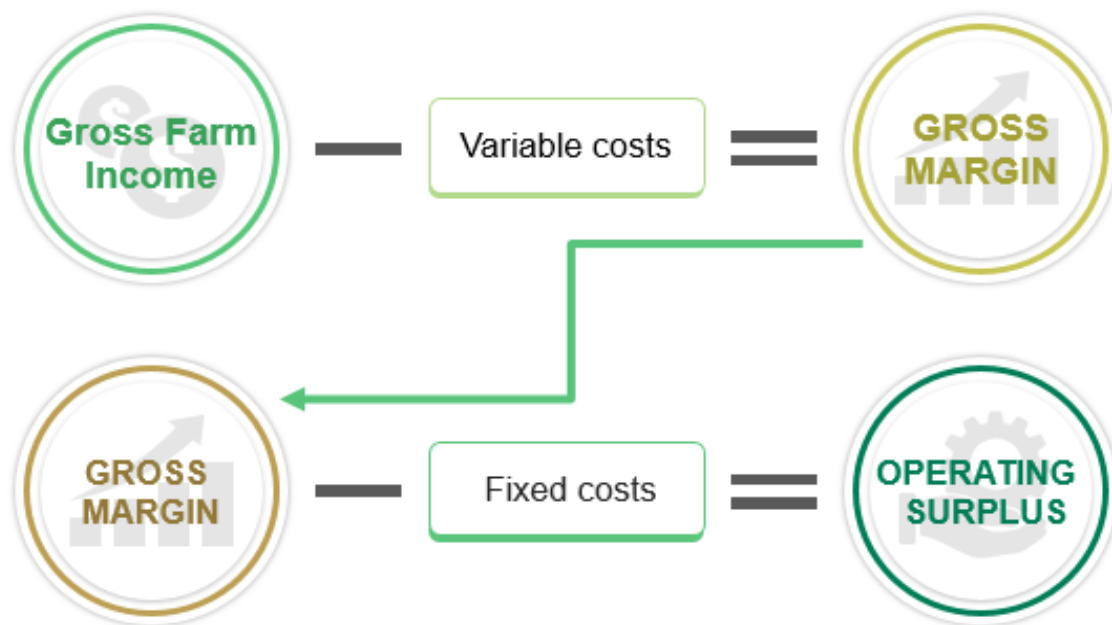 Gross Farm
Income
Variable costs
GROSS
MARGIN
GROSS
MARGIN
Fixed costs
OPERATING
SURPLUS